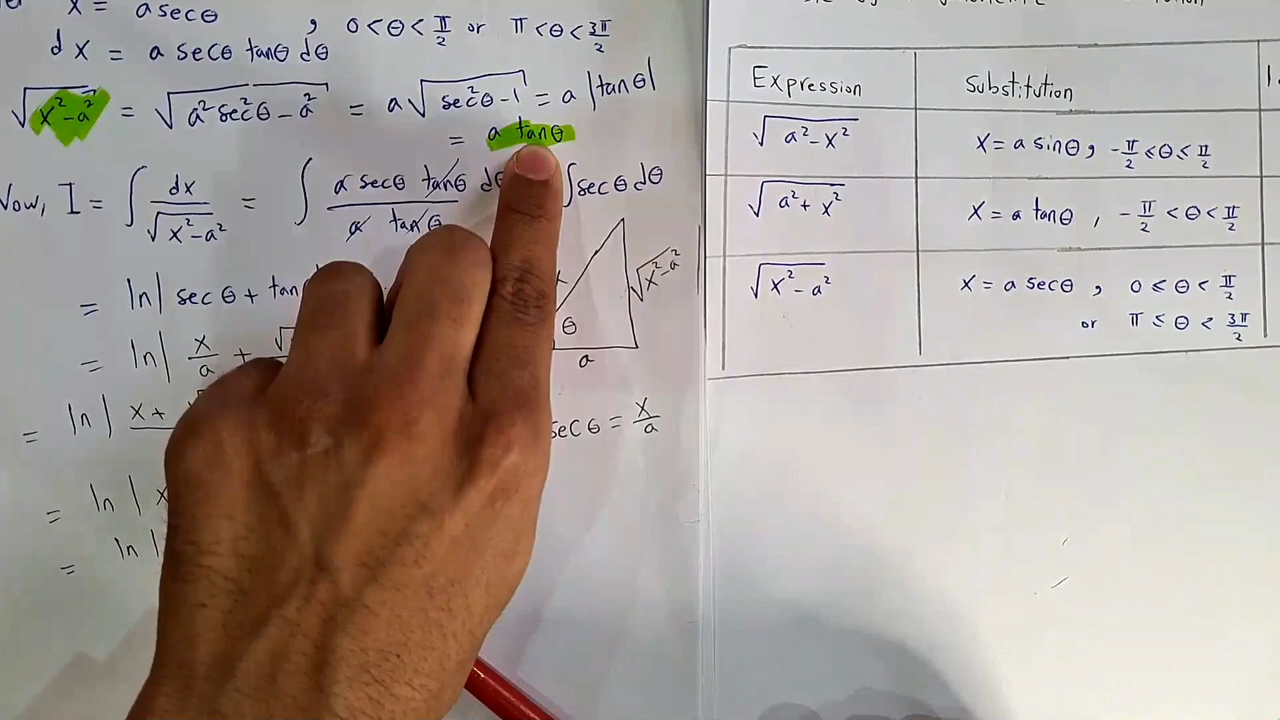 x = a secθ , 0 < θ < π/2 or π < θ < 3π/2
dx = a secθ tanθ dθ
√(x² - a²) = √(a² sec²θ - a²) = a √(sec²θ - 1) = a |tanθ|
= a tanθ
Now, I = ∫ dx/√(x² - a²) = ∫ a secθ tanθ dθ / a tanθ ∫ secθ dθ
= ln| secθ + tan
= ln| x/a + √
= ln| x +
= ln | x
= ln |
x
θ
a
√(x² - a²)
secθ = x/a
Expression Substitution
√(a² - x²) x = a sinθ, -π/2 ≤ θ ≤ π/2
√(a² + x²) x = a tanθ , -π/2 < θ < π/2
√(x² - a²) x = a secθ , 0 ≤ θ < π/2
or π ≤ θ < 3π/2